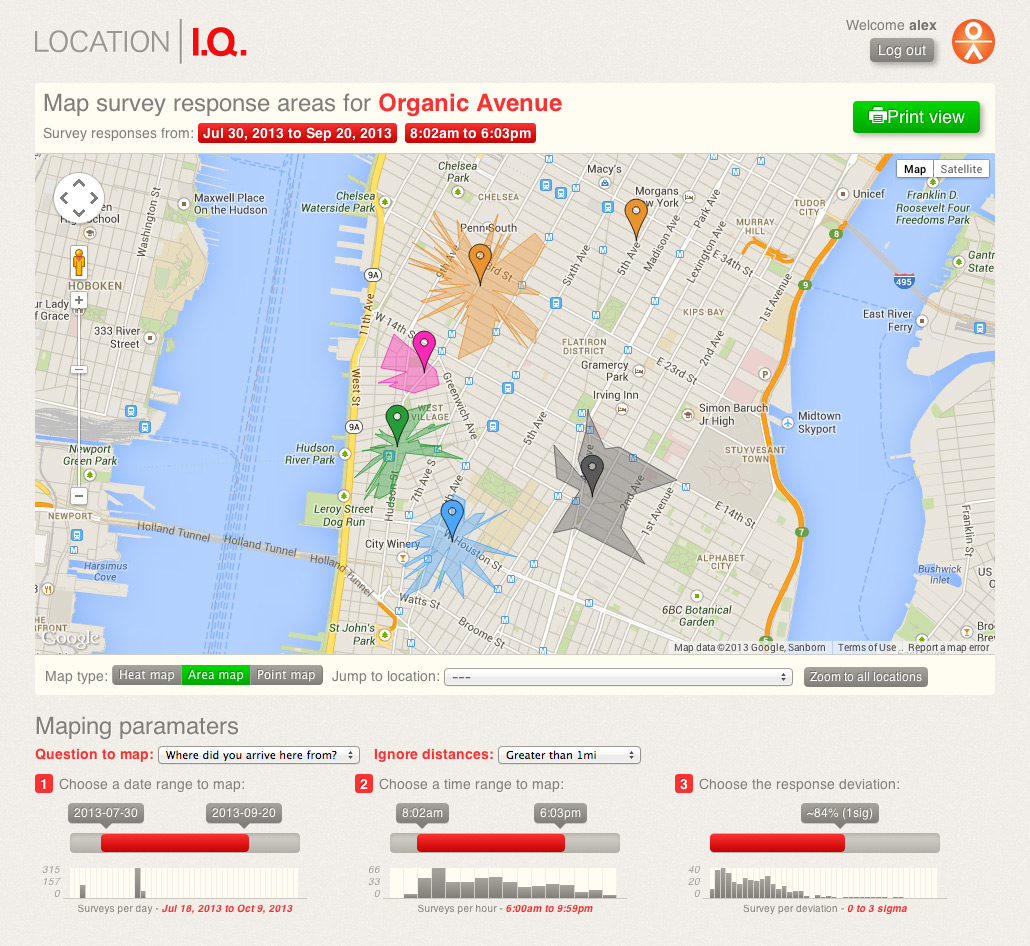 LOCATION I.Q.
Welcome alex
Log out
Map survey response areas for Organic Avenue
Survey responses from: Jul 30, 2013 to Sep 20, 2013 8:02am to 6:03pm
Print view
Map Satellite
Chelsea Park
Macy's
Maxwell Place On the Hudson
Chelsea Waterside Park
CHELSEA
Morgans
TUDOR CITY
Unicef
Franklin D. Roosevelt Four Freedoms Park
Washington St
Penn South
5th Ave
Madison Ave
Park Ave
Lexington Ave
MURRAY HILL
8
Sixth Ave
E 34th St
9A
9
495
HOBOKEN
11th Ave
1st Avenue
East River Ferry
333 River Street
W 14th St
FLATIRON DISTRICT
KIPS BAY
2nd Ave
Gramercy Park
E 23rd St
P
West St
Greenwich Ave
Irving Inn
WEST VILLAGE
Simon Baruch Jr High
Midtown Skyport
9A
5th Ave
Hudson River Park
STUYVESANT TOWN
Newport Green Park
Hudson St
7th Ave S
2nd Ave
1st Avenue
E 14th St
NEWPORT
Leroy Street Dog Run
Franklin St
Holland Tunnel
Holland Tunnel
Holland Tunnel
City Winery
W Houston St
7
Harsimus Cove
ALPHABET CITY
Bushwick Inlet
Watts St
6BC Botanical Garden
St John's Park
Broome St
Google
Map data ©2013 Google, Sanborn Terms of Use Report a map error
Map type: Heat map Area map Point map Jump to location: --- Zoom to all locations
Maping paramaters
Question to map: Where did you arrive here from? Ignore distances: Greater than 1mi
1 Choose a date range to map:
2013-07-30 2013-09-20
315
157
0
Surveys per day - Jul 18, 2013 to Oct 9, 2013
2 Choose a time range to map:
8:02am 6:03pm
66
33
0
Surveys per hour - 6:00am to 9:59pm
3 Choose the response deviation:
~84% (1sig)
40
20
0
Survey per deviation - 0 to 3 sigma